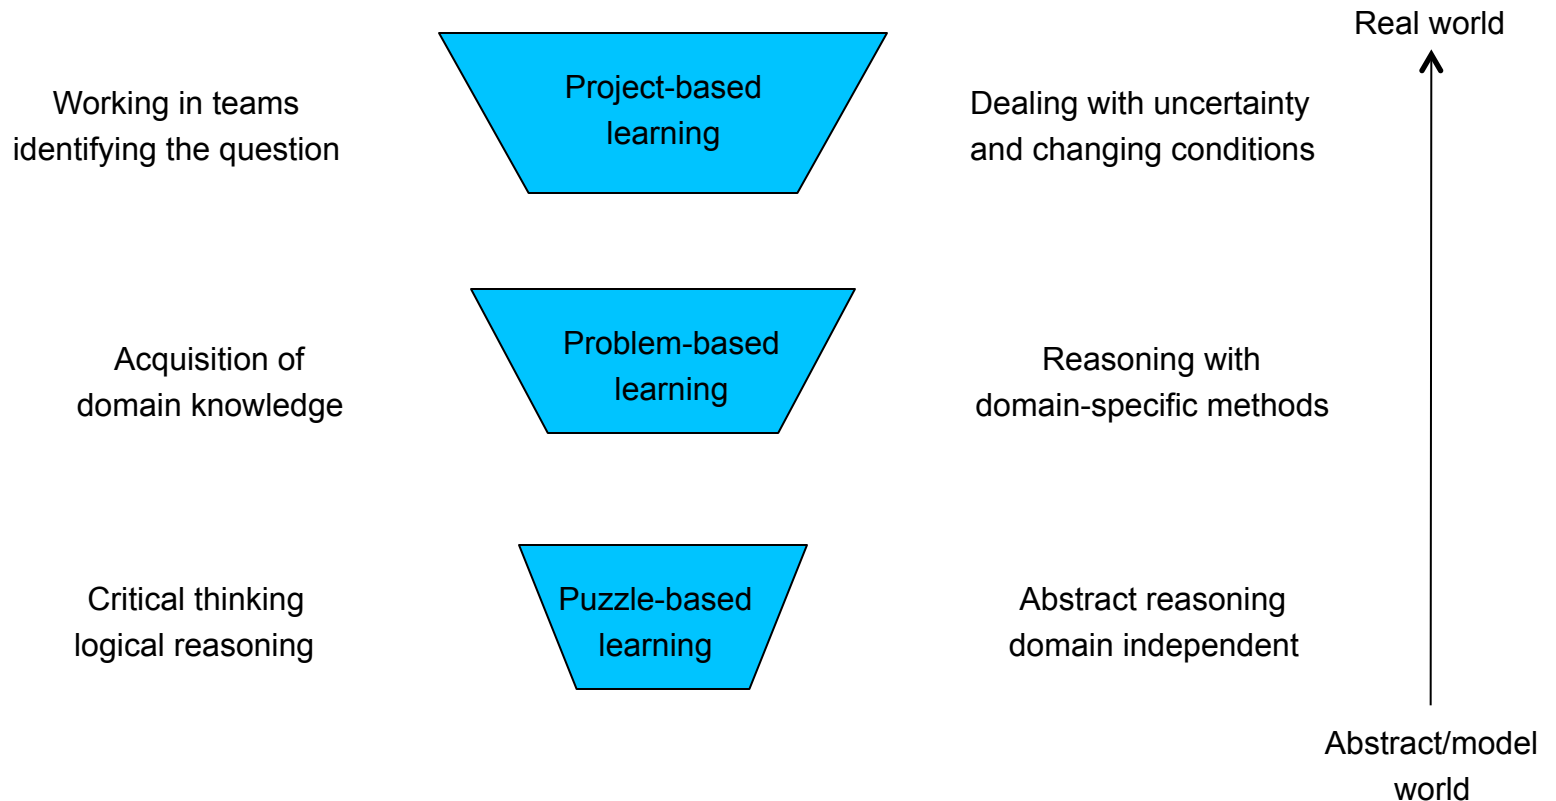 Real world
Working in teams
identifying the question
Project-based
learning
Dealing with uncertainty
and changing conditions
Acquisition of
domain knowledge
Problem-based
learning
Reasoning with
domain-specific methods
Critical thinking
logical reasoning
Puzzle-based
learning
Abstract reasoning
domain independent
Abstract/model
world